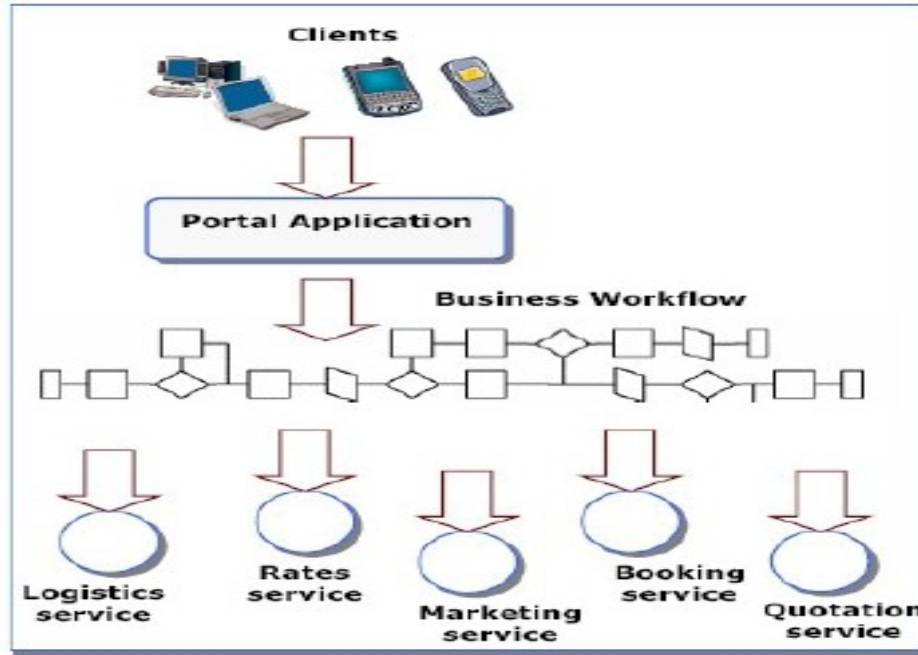 Clients
Portal Application
Business Workflow
Logistics
service
Rates
service
Marketing
service
Booking
service
Quotation
service